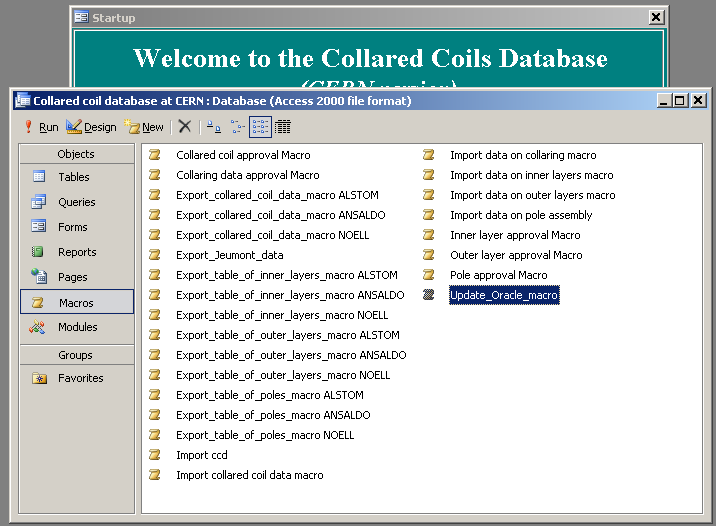 Startup
Welcome to the Collared Coils Database
(CERN version)
Collared coil database at CERN : Database (Access 2000 file format)
Run Design New
Objects
Tables
Queries
Forms
Reports
Pages
Macros
Modules
Groups
Favorites
Collared coil approval Macro
Collaring data approval Macro
Export_collared_coil_data_macro ALSTOM
Export_collared_coil_data_macro ANSALDO
Export_collared_coil_data_macro NOELL
Export_Jeumont_data
Export_table_of_inner_layers_macro ALSTOM
Export_table_of_inner_layers_macro ANSALDO
Export_table_of_inner_layers_macro NOELL
Export_table_of_outer_layers_macro ALSTOM
Export_table_of_outer_layers_macro ANSALDO
Export_table_of_outer_layers_macro NOELL
Export_table_of_poles_macro ALSTOM
Export_table_of_poles_macro ANSALDO
Export_table_of_poles_macro NOELL
Import ccd
Import collared coil data macro
Import data on collaring macro
Import data on inner layers macro
Import data on outer layers macro
Import data on pole assembly
Inner layer approval Macro
Outer layer approval Macro
Pole approval Macro
Update_Oracle_macro